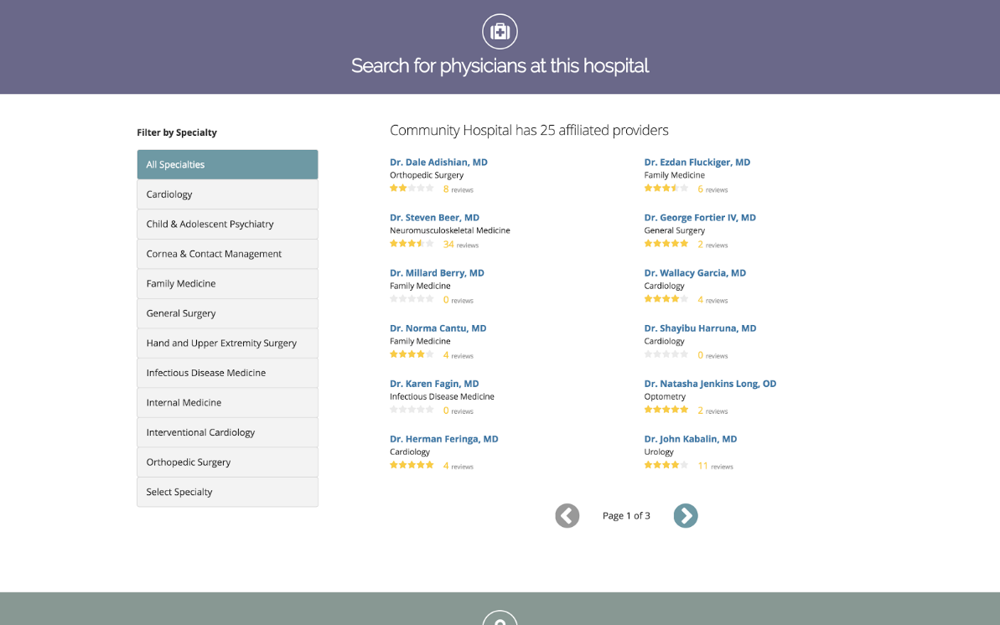 Search for physicians at this hospital
Filter by Specialty
All Specialties
Cardiology
Child & Adolescent Psychiatry
Cornea & Contact Management
Family Medicine
General Surgery
Hand and Upper Extremity Surgery
Infectious Disease Medicine
Internal Medicine
Interventional Cardiology
Orthopedic Surgery
Select Specialty
Community Hospital has 25 affiliated providers
Dr. Dale Adishian, MD
Orthopedic Surgery
8 reviews
Dr. Ezdan Fluckiger, MD
Family Medicine
6 reviews
Dr. Steven Beer, MD
Neuromusculoskeletal Medicine
34 reviews
Dr. George Fortier IV, MD
General Surgery
2 reviews
Dr. Millard Berry, MD
Family Medicine
0 reviews
Dr. Wallacy Garcia, MD
Cardiology
4 reviews
Dr. Norma Cantu, MD
Family Medicine
4 reviews
Dr. Shayibu Harruna, MD
Cardiology
0 reviews
Dr. Karen Fagin, MD
Infectious Disease Medicine
0 reviews
Dr. Natasha Jenkins Long, OD
Optometry
2 reviews
Dr. Herman Feringa, MD
Cardiology
4 reviews
Dr. John Kabalin, MD
Urology
11 reviews
Page 1 of 3